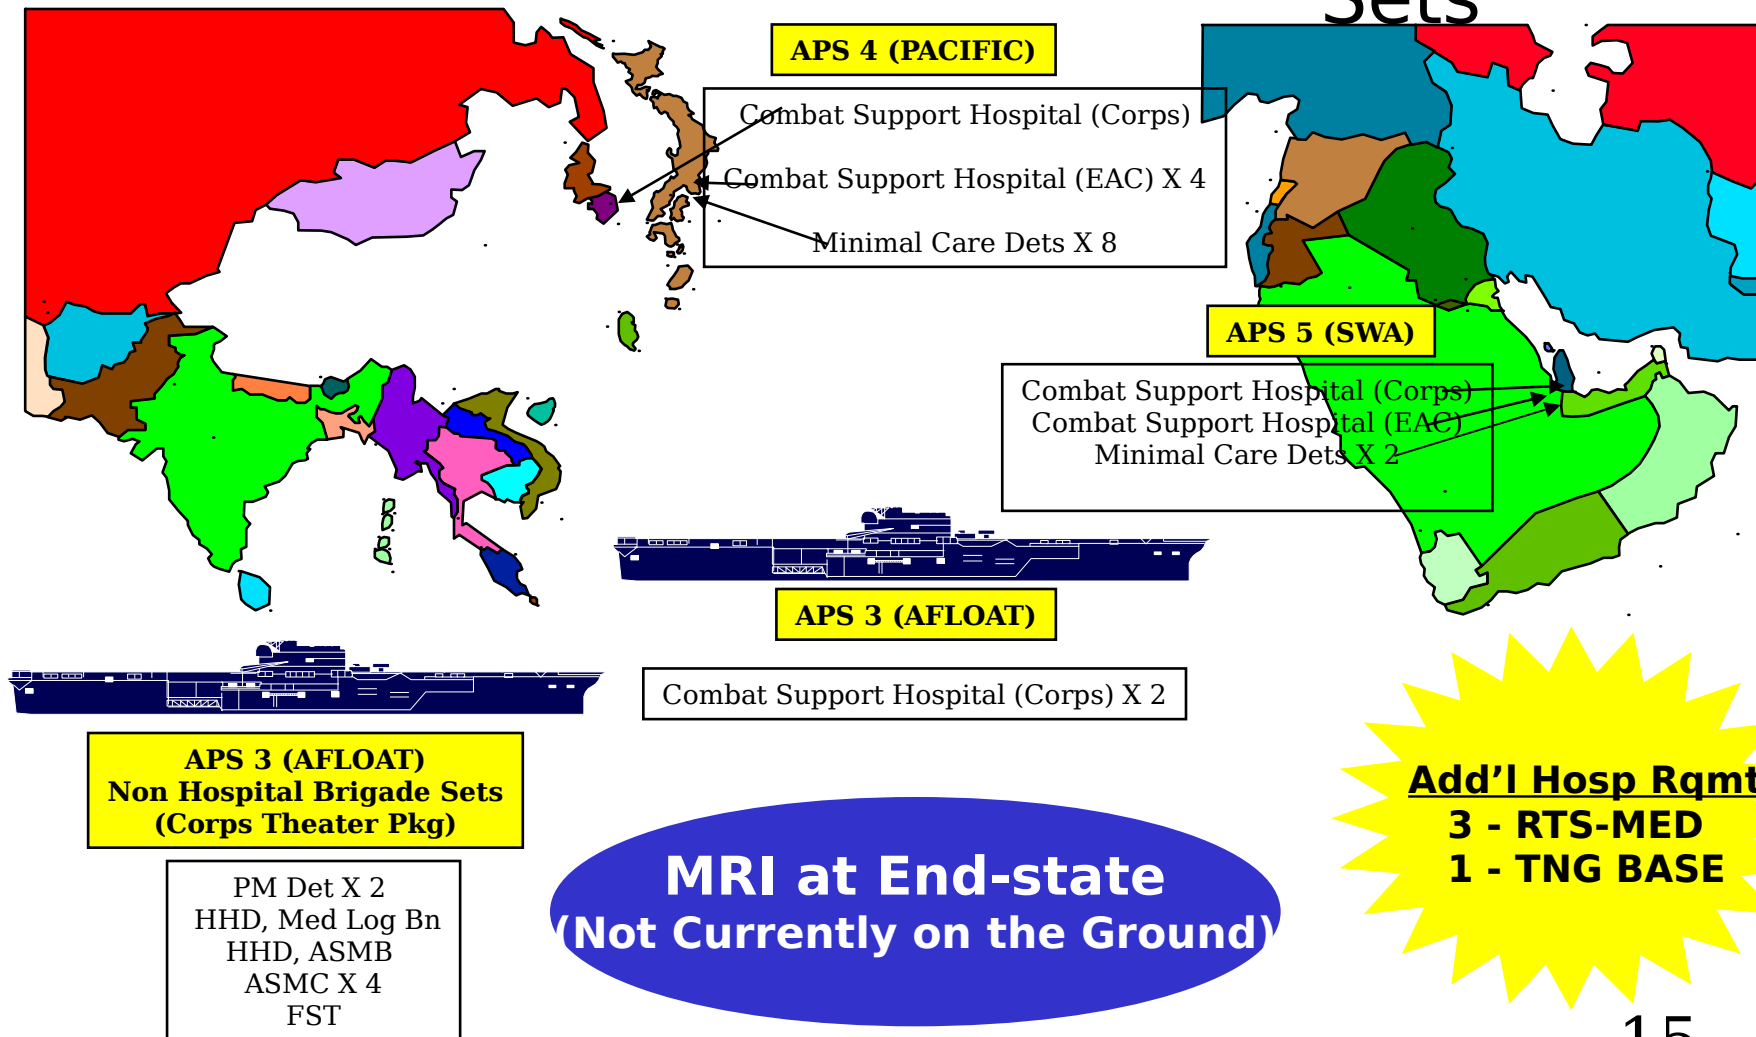 Sets
APS 4 (PACIFIC)
Combat Support Hospital (Corps)
Combat Support Hospital (EAC) X 4
Minimal Care Dets X 8
APS 5 (SWA)
Combat Support Hospital (Corps)
Combat Support Hospital (EAC)
Minimal Care Dets X 2
APS 3 (AFLOAT)
Combat Support Hospital (Corps) X 2
APS 3 (AFLOAT)
Non Hospital Brigade Sets
(Corps Theater Pkg)
PM Det X 2
HHD, Med Log Bn
HHD, ASMB
ASMC X 4
FST
MRI at End-state
(Not Currently on the Ground)
Add’l Hosp Rqmt
3 - RTS-MED
1 - TNG BASE
15